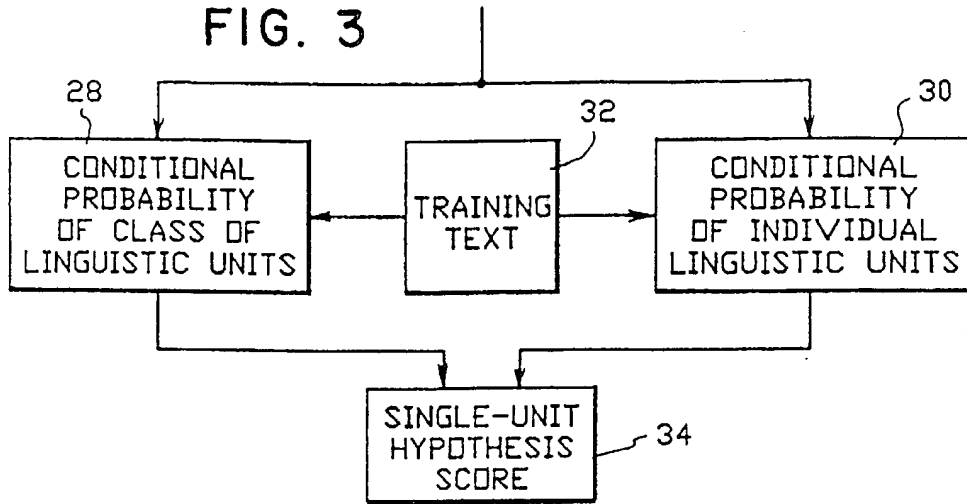 FIG. 3
28
CONDITIONAL
PROBABILITY
OF CLASS OF
LINGUISTIC UNITS
32
TRAINING
TEXT
30
CONDITIONAL
PROBABILITY
OF INDIVIDUAL
LINGUISTIC UNITS
SINGLE-UNIT
HYPOTHESIS
SCORE
34